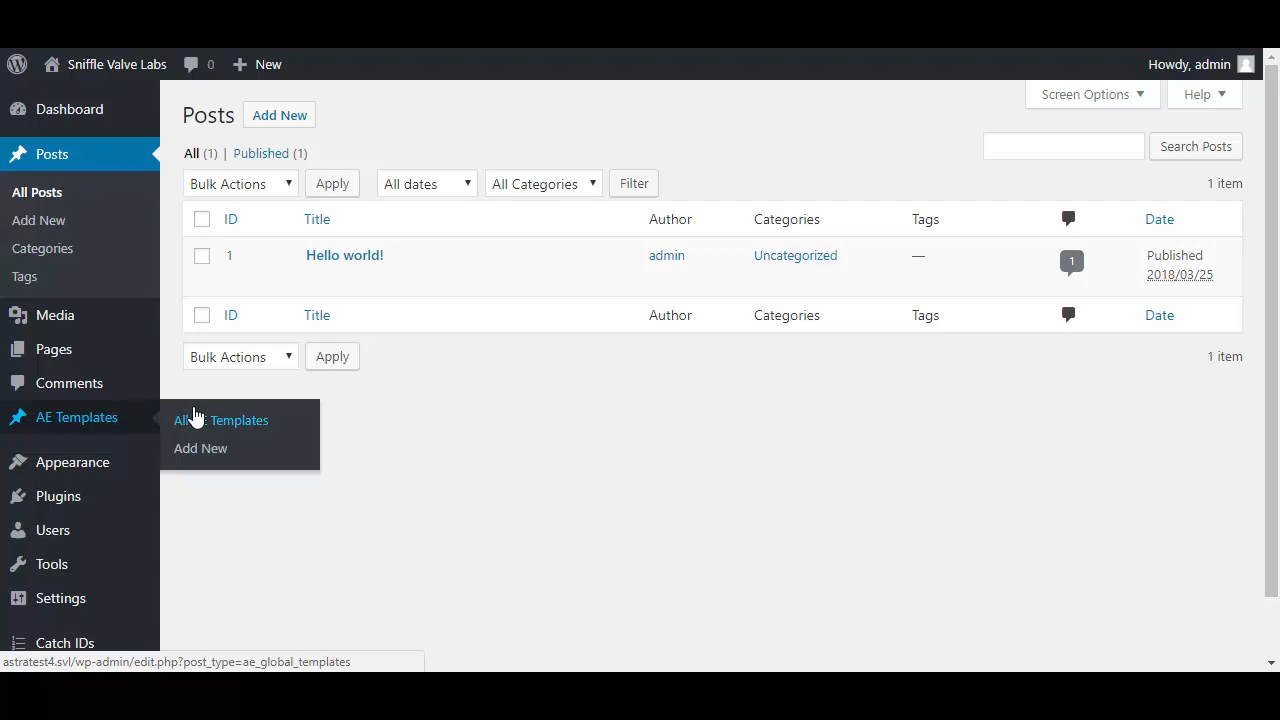 Sniffle Valve Labs 0 New Howdy, admin
Dashboard
Posts
All Posts
Add New
Categories
Tags
Media
Pages
Comments
AE Templates
All Templates
Add New
Appearance
Plugins
Users
Tools
Settings
Catch IDs
Screen Options Help
Posts Add New
All (1) | Published (1)
Search Posts
Bulk Actions Apply All dates All Categories Filter 1 item
ID Title Author Categories Tags Date
1 Hello world! admin Uncategorized — 1 Published
2018/03/25
ID Title Author Categories Tags Date
Bulk Actions Apply 1 item
astratest4.svl/wp-admin/edit.php?post_type=ae_global_templates